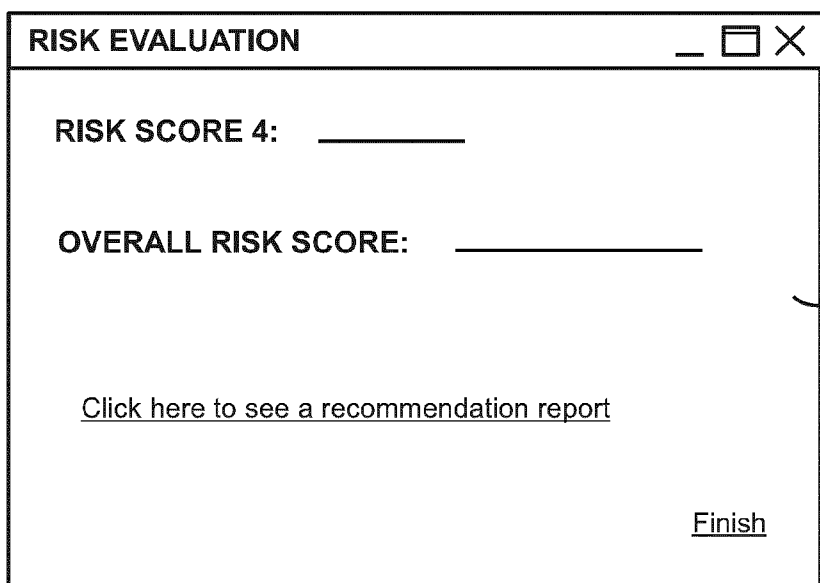 RISK EVALUATION
RISK SCORE 4:
OVERALL RISK SCORE:
Click here to see a recommendation report
Finish